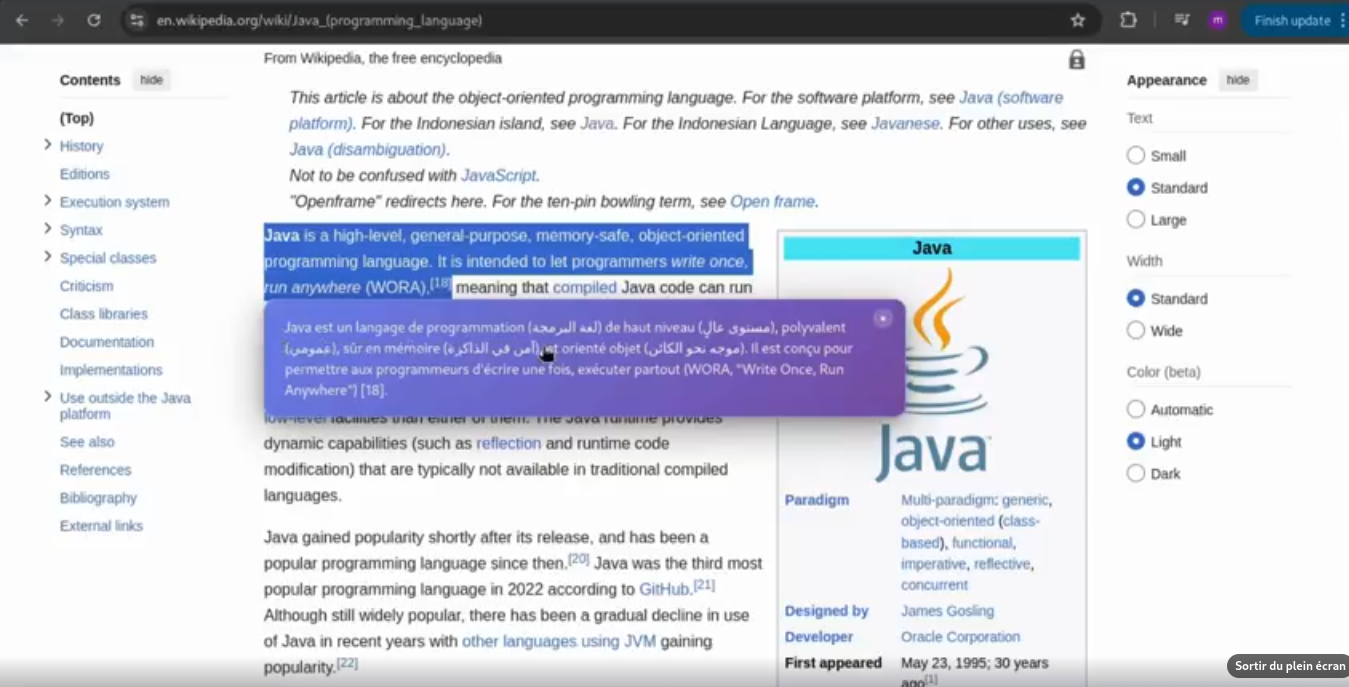 en.wikipedia.org/wiki/Java_(programming_language)
m
Finish update
From Wikipedia, the free encyclopedia
Contents hide
(Top)
History
Editions
Execution system
Syntax
Special classes
Criticism
Class libraries
Documentation
Implementations
Use outside the Java
platform
See also
References
Bibliography
External links
This article is about the object-oriented programming language. For the software platform, see Java (software
platform). For the Indonesian island, see Java. For the Indonesian Language, see Javanese. For other uses, see
Java (disambiguation).
Not to be confused with JavaScript.
"Openframe" redirects here. For the ten-pin bowling term, see Open frame.
Java is a high-level, general-purpose, memory-safe, object-oriented
programming language. It is intended to let programmers write once,
run anywhere (WORA),[18] meaning that compiled Java code can run
Java est un langage de programmation (لغة البرمجة) de haut niveau (مستوى عالٍ), polyvalent
(عمومي), sûr en mémoire (آمن في الذاكرة) et orienté objet (موجه نحو الكائن). Il est conçu pour
permettre aux programmeurs d'écrire une fois, exécuter partout (WORA, "Write Once, Run
Anywhere") [18].
low-level facilities than either of them. The Java runtime provides
dynamic capabilities (such as reflection and runtime code
modification) that are typically not available in traditional compiled
languages.
Java gained popularity shortly after its release, and has been a
popular programming language since then.[20] Java was the third most
popular programming language in 2022 according to GitHub.[21]
Although still widely popular, there has been a gradual decline in use
of Java in recent years with other languages using JVM gaining
popularity.[22]
Java
Java
Paradigm Multi-paradigm: generic,
object-oriented (class-
based), functional,
imperative, reflective,
concurrent
Designed by James Gosling
Developer Oracle Corporation
First appeared May 23, 1995; 30 years
ago[1]
Appearance hide
Text
Small
Standard
Large
Width
Standard
Wide
Color (beta)
Automatic
Light
Dark
Sortir du plein écran